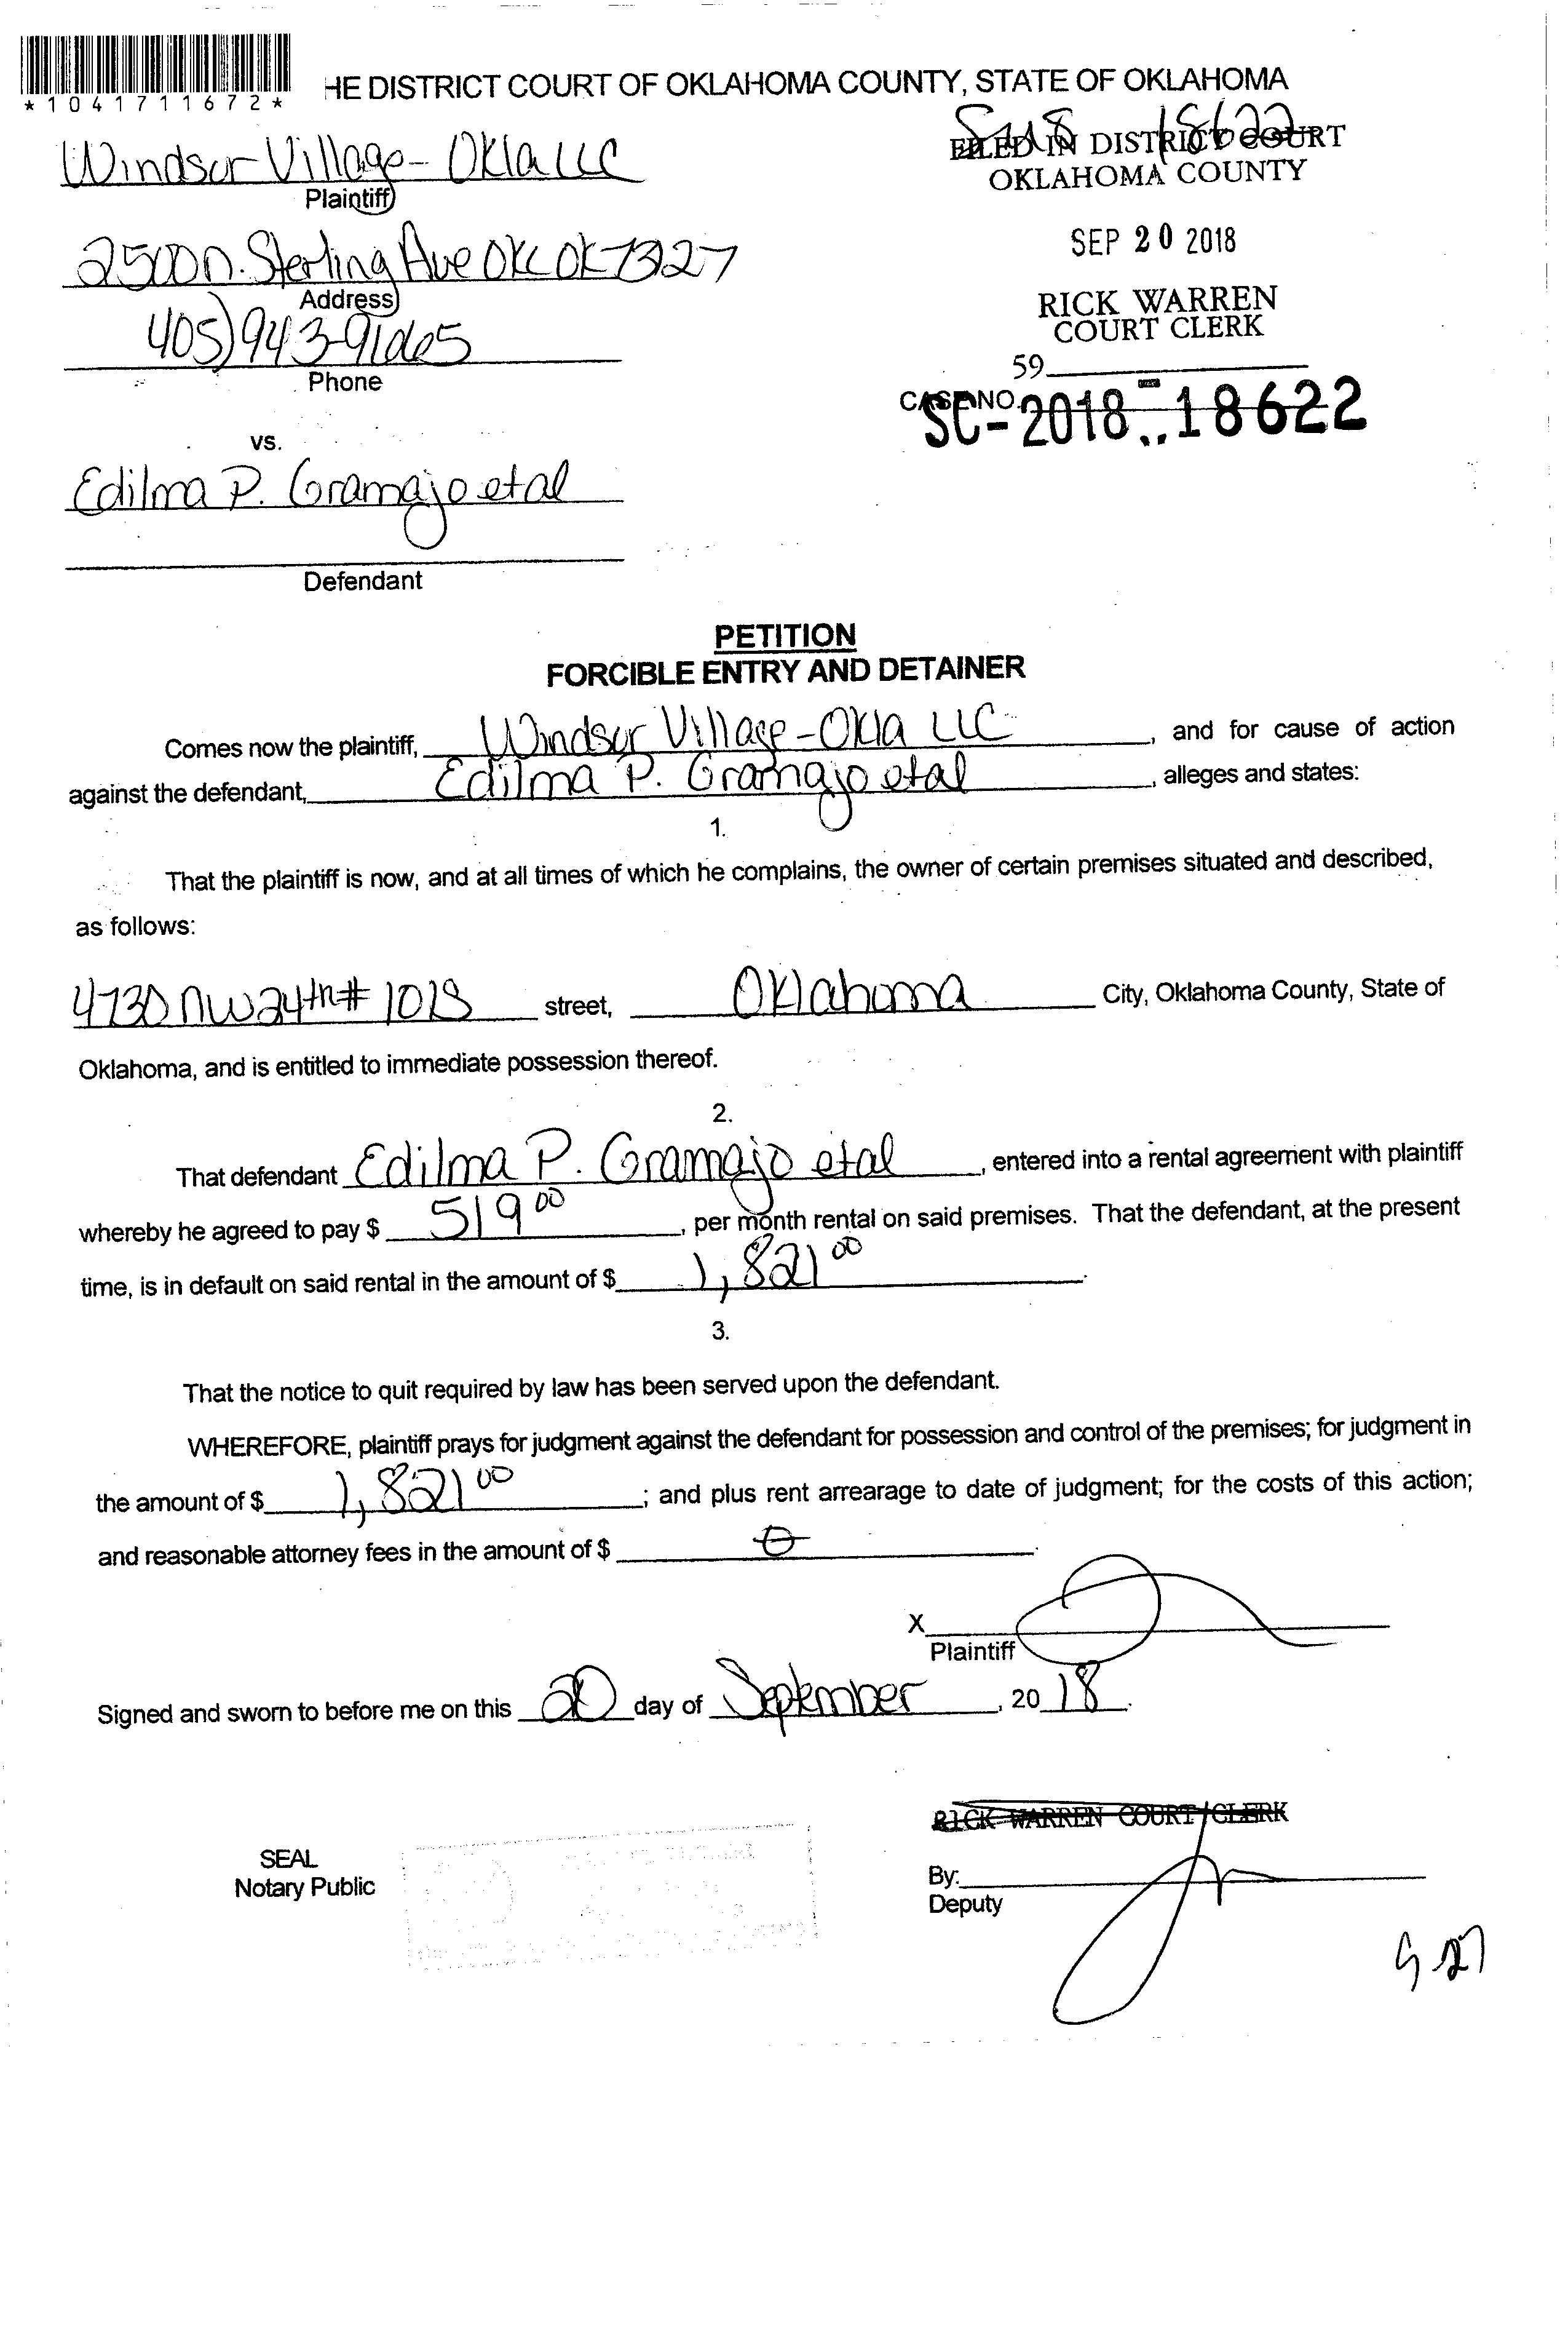 *1041711672*
HE DISTRICT COURT OF OKLAHOMA COUNTY, STATE OF OKLAHOMA
18622
Windsor Village - Okla LLC
FILED IN DISTRICT COURT
OKLAHOMA COUNTY
Plaintiff
2500 N. Sterling Ave OKC OK 73127
SEP 20 2018
Address
RICK WARREN
COURT CLERK
405) 943-9165
Phone
59
CASE NO.
SC-2018-18622
vs.
Edilma P. Gramajo etal
Defendant
PETITION
FORCIBLE ENTRY AND DETAINER
Comes now the plaintiff, Windsor Village - Okla LLC, and for cause of action
against the defendant, Edilma P. Gramajo etal, alleges and states:
1.
That the plaintiff is now, and at all times of which he complains, the owner of certain premises situated and described,
as follows:
4730 NW 24th # street, Oklahoma City, Oklahoma County, State of
Oklahoma, and is entitled to immediate possession thereof.
2.
That defendant Edilma P. Gramajo etal, entered into a rental agreement with plaintiff
whereby he agreed to pay $ 519 00, per month rental on said premises. That the defendant, at the present
time, is in default on said rental in the amount of $ 1,821 00.
3.
That the notice to quit required by law has been served upon the defendant.
WHEREFORE, plaintiff prays for judgment against the defendant for possession and control of the premises; for judgment in
the amount of $ 1,821 00; and plus rent arrearage to date of judgment; for the costs of this action;
and reasonable attorney fees in the amount of $ 0.
X
Plaintiff
Signed and sworn to before me on this 20 day of September, 20 18.
RICK WARREN COURT CLERK
SEAL
Notary Public
By:
Deputy
9 27